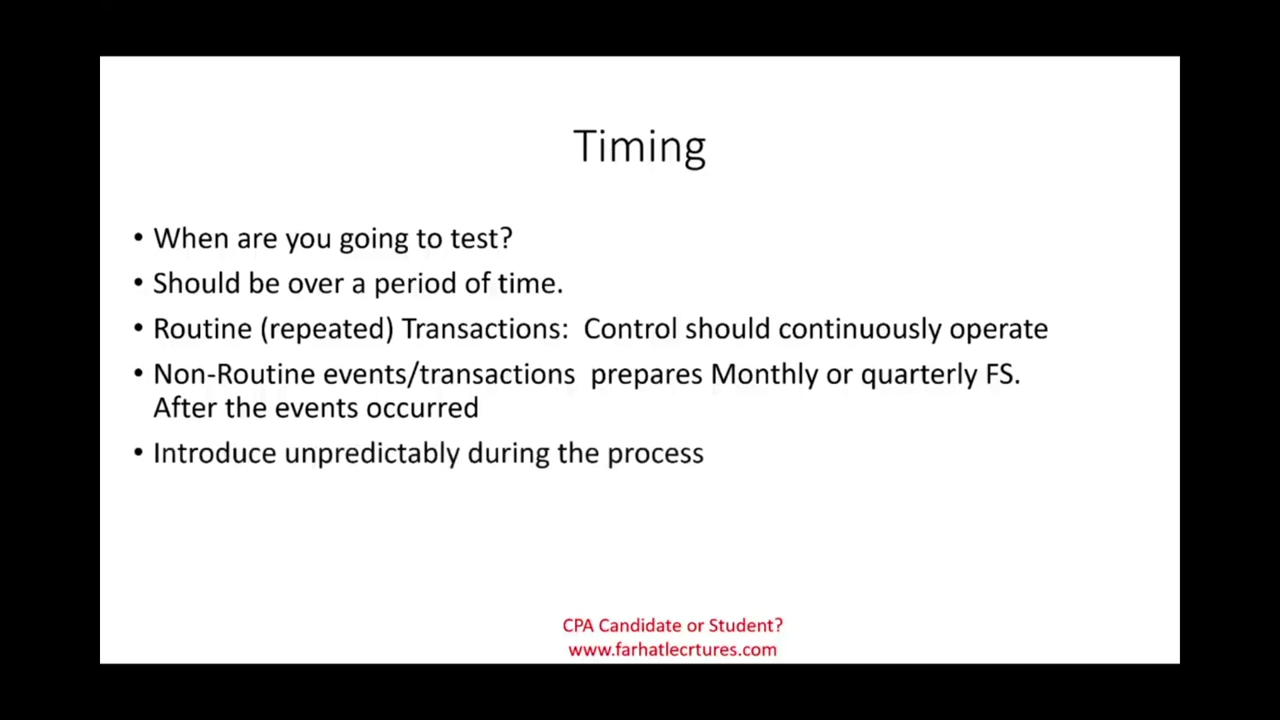 Timing
• When are you going to test?
• Should be over a period of time.
• Routine (repeated) Transactions:  Control should continuously operate
• Non-Routine events/transactions  prepares Monthly or quarterly FS.
After the events occurred
• Introduce unpredictably during the process
CPA Candidate or Student?
www.farhatlecrtures.com